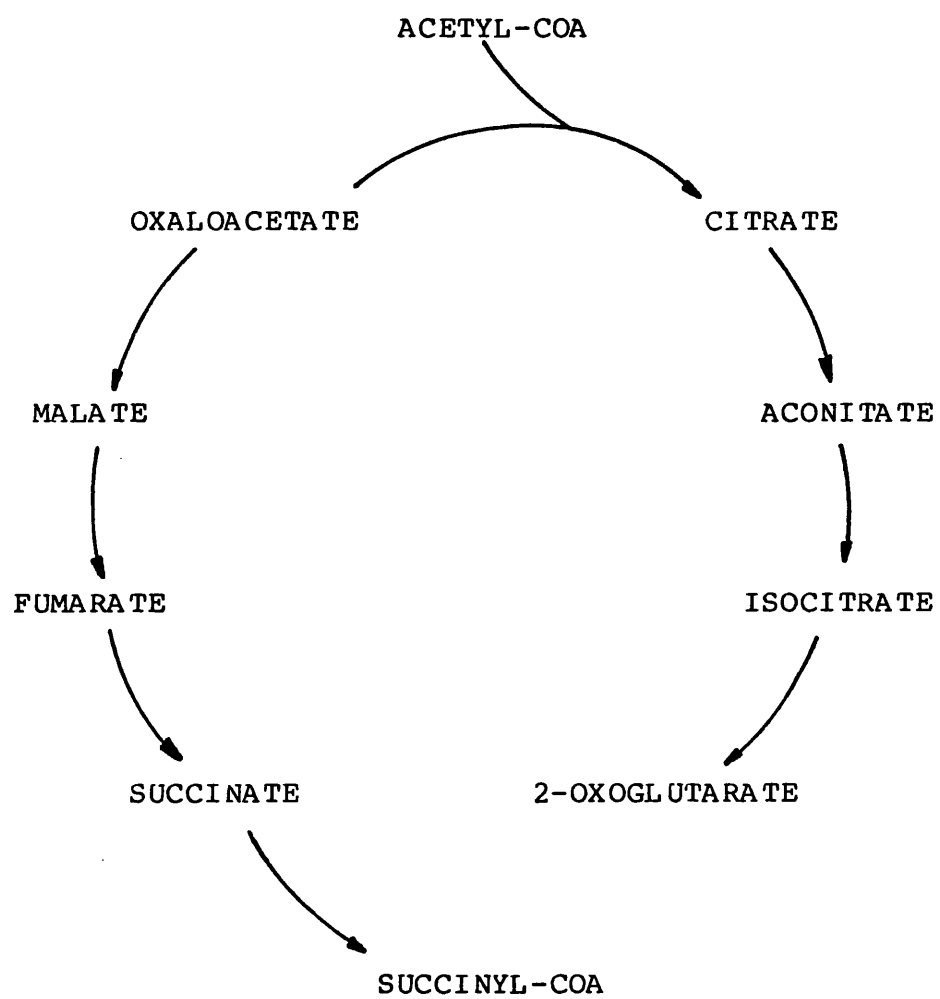 ACETYL-COA
OXALOACETATE
CITRATE
MALATE
ACONITATE
FUMARATE
ISOCITRATE
SUCCINATE
2-OXOGLUTARATE
SUCCINYL-COA